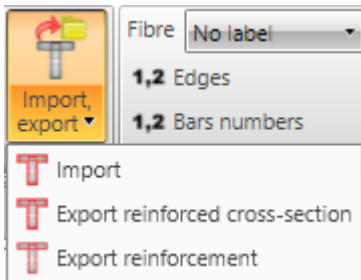 Fibre No label
1,2 Edges
Import,
export
1,2 Bars numbers
Import
Export reinforced cross-section
Export reinforcement